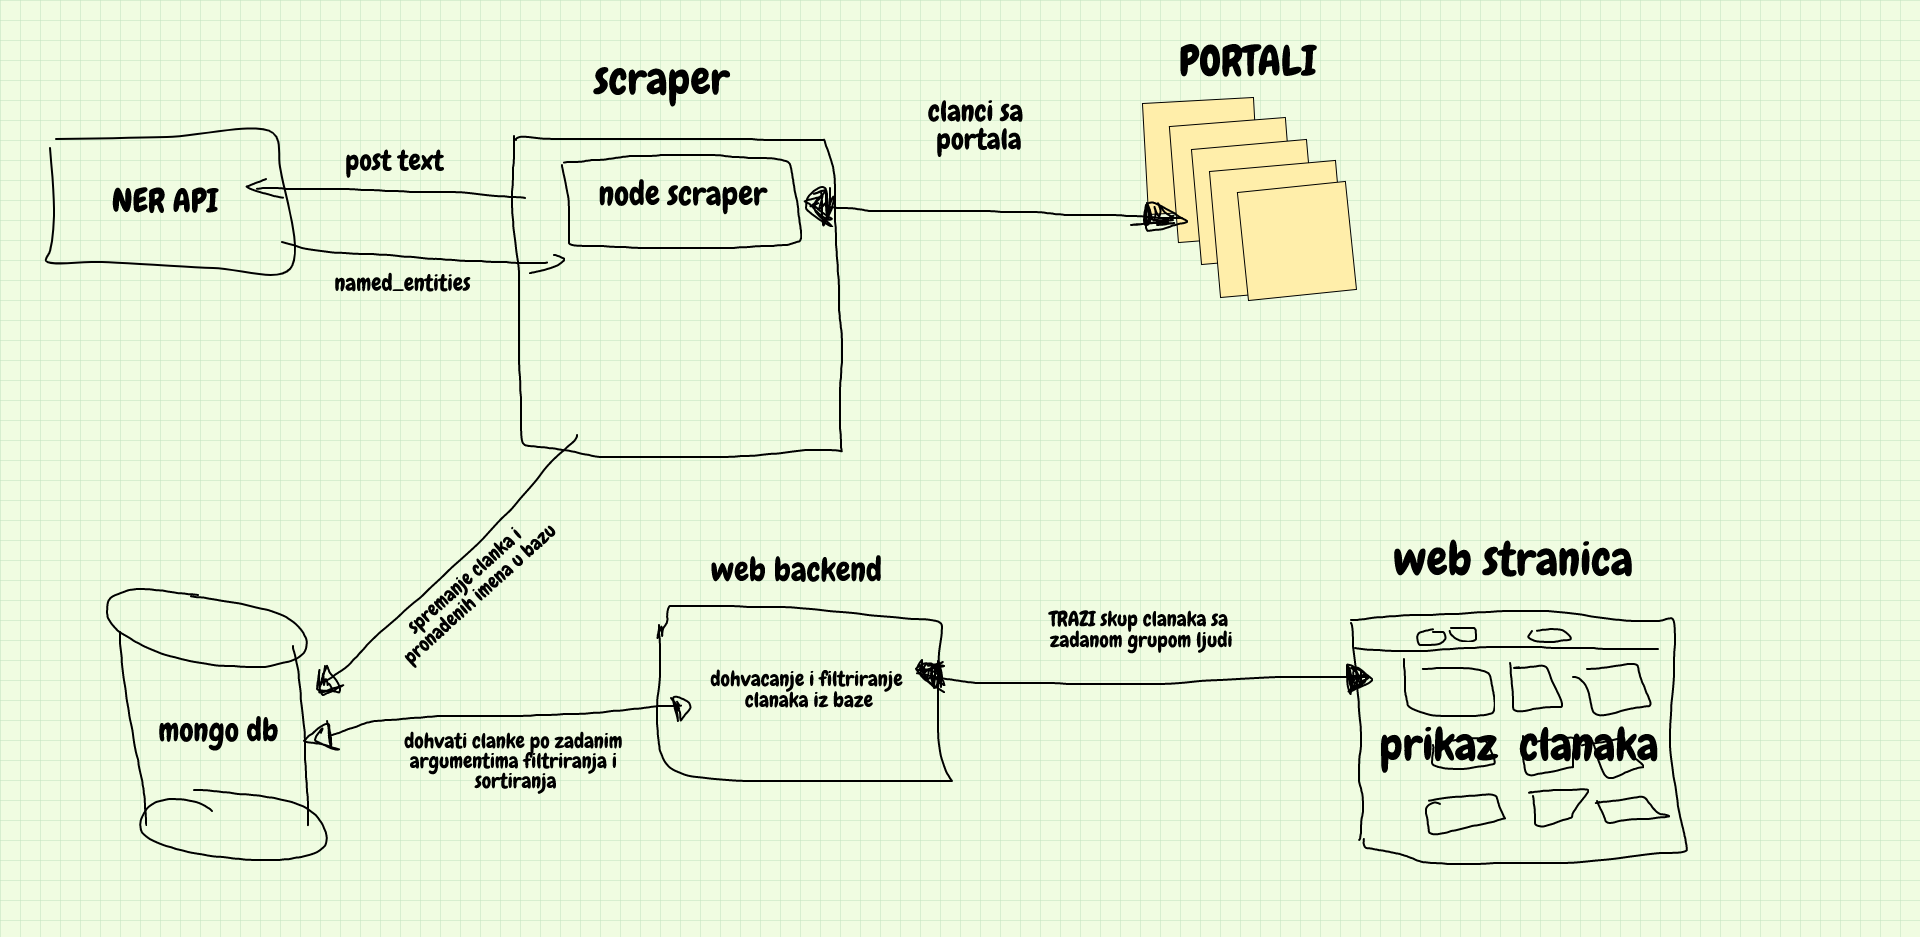 PORTALI
scraper
clanci sa
portala
post text
node scraper
NER API
named_entities
spremanje clanka i
pronadenih imena u bazu
web backend
web stranica
TRAZI skup clanaka sa
zadanom grupom ljudi
dohvacanje i filtriranje
clanaka iz baze
mongo db
dohvati clanke po zadanim
argumentima filtriranja i
sortiranja
prikaz clanaka